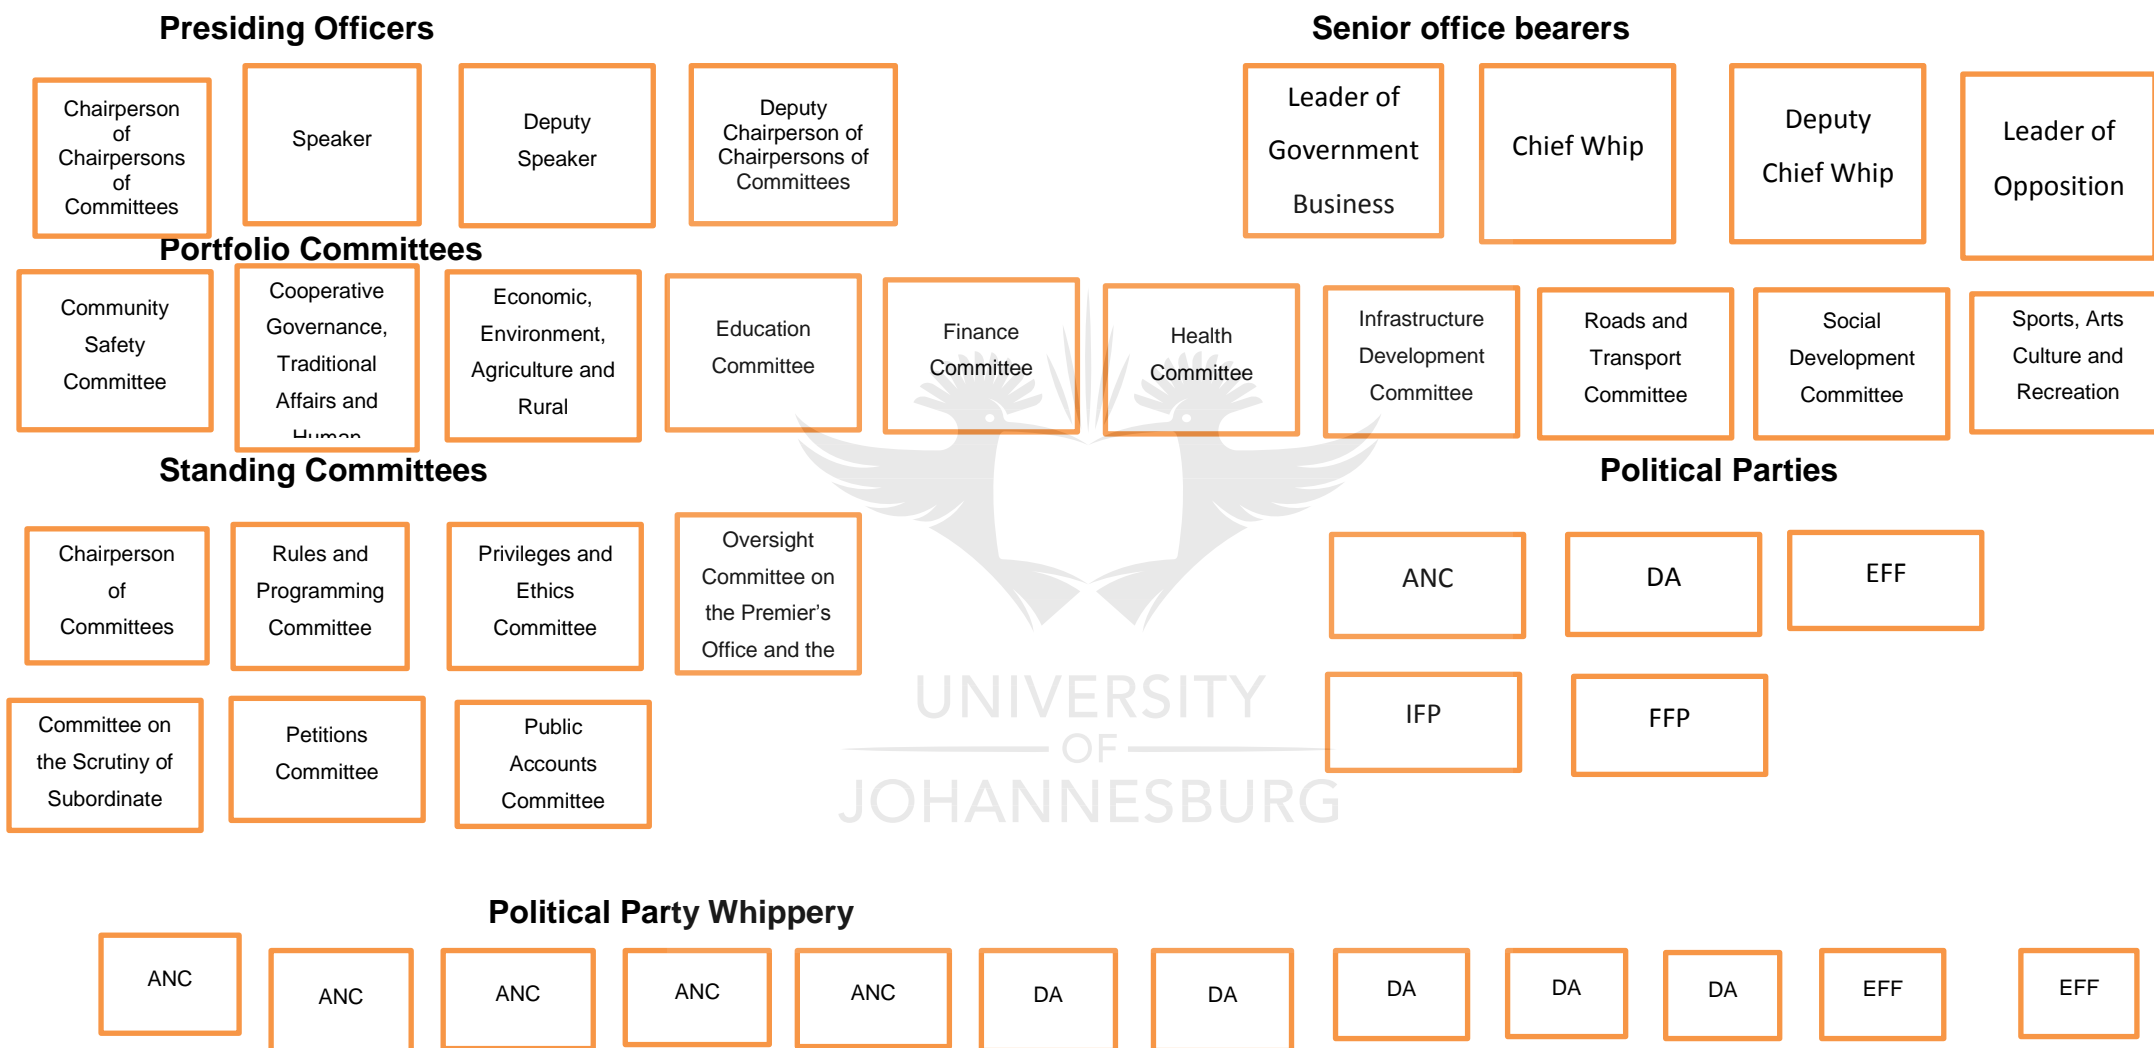 Presiding Officers
Senior office bearers
Chairperson
of
Chairpersons
of
Committees
Speaker
Deputy
Speaker
Deputy
Chairperson of
Chairpersons of
Committees
Leader of
Government
Business
Chief Whip
Deputy
Chief Whip
Leader of
Opposition
Portfolio Committees
Community
Safety
Committee
Cooperative
Governance,
Traditional
Affairs and
Human
Economic,
Environment,
Agriculture and
Rural
Education
Committee
Finance
Committee
Health
Committee
Infrastructure
Development
Committee
Roads and
Transport
Committee
Social
Development
Committee
Sports, Arts
Culture and
Recreation
Standing Committees
Political Parties
Chairperson
of
Committees
Rules and
Programming
Committee
Privileges and
Ethics
Committee
Oversight
Committee on
the Premier’s
Office and the
ANC
DA
EFF
Committee on
the Scrutiny of
Subordinate
Petitions
Committee
Public
Accounts
Committee
IFP
FFP
UNIVERSITY
OF
JOHANNESBURG
Political Party Whippery
ANC
ANC
ANC
ANC
ANC
DA
DA
DA
DA
DA
EFF
EFF